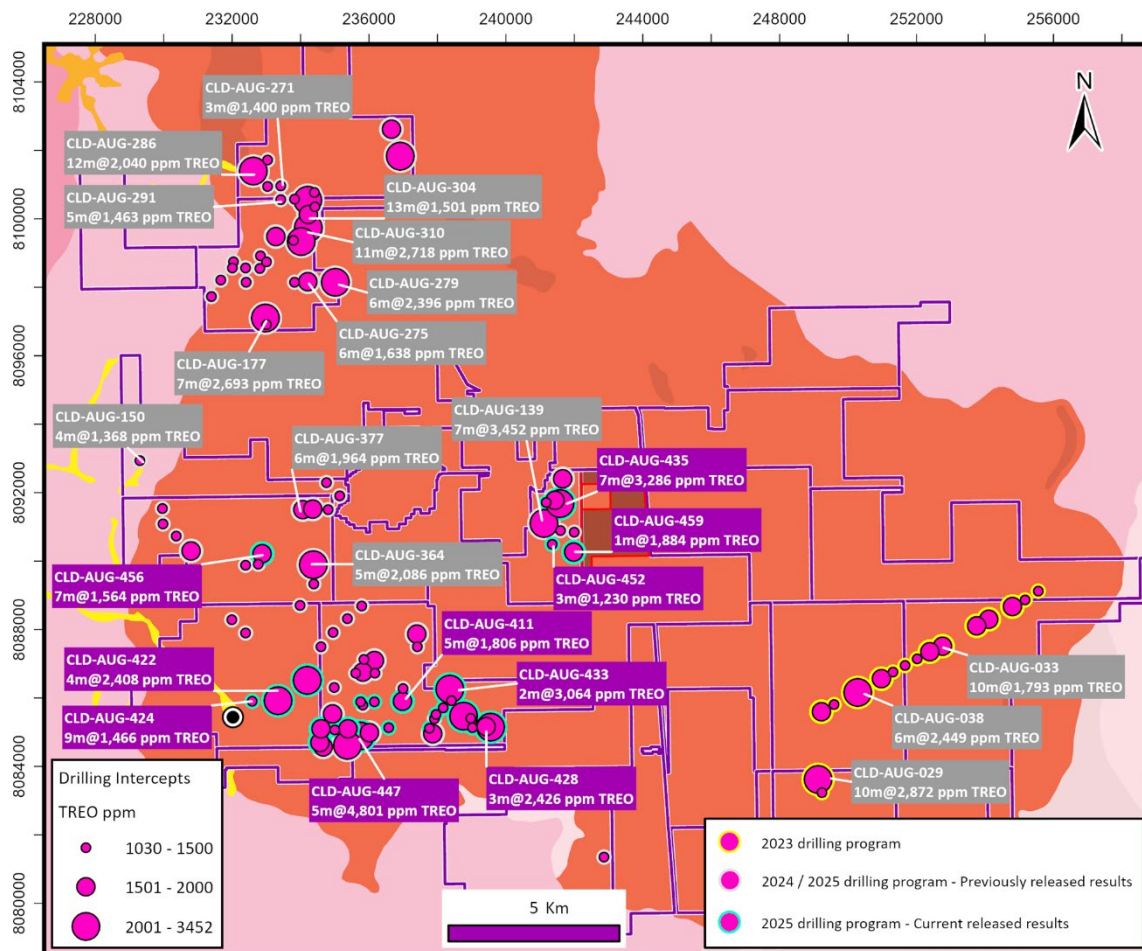 228000
232000
236000
240000
244000
248000
252000
256000
8104000
8100000
8096000
8092000
8088000
8084000
8080000
N
CLD-AUG-271
3m@1,400 ppm TREO
CLD-AUG-286
12m@2,040 ppm TREO
CLD-AUG-291
5m@1,463 ppm TREO
CLD-AUG-304
13m@1,501 ppm TREO
CLD-AUG-310
11m@2,718 ppm TREO
CLD-AUG-279
6m@2,396 ppm TREO
CLD-AUG-275
6m@1,638 ppm TREO
CLD-AUG-177
7m@2,693 ppm TREO
CLD-AUG-150
4m@1,368 ppm TREO
CLD-AUG-377
6m@1,964 ppm TREO
CLD-AUG-139
7m@3,452 ppm TREO
CLD-AUG-435
7m@3,286 ppm TREO
CLD-AUG-459
1m@1,884 ppm TREO
CLD-AUG-452
3m@1,230 ppm TREO
CLD-AUG-456
7m@1,564 ppm TREO
CLD-AUG-364
5m@2,086 ppm TREO
CLD-AUG-411
5m@1,806 ppm TREO
CLD-AUG-422
4m@2,408 ppm TREO
CLD-AUG-433
2m@3,064 ppm TREO
CLD-AUG-424
9m@1,466 ppm TREO
CLD-AUG-447
5m@4,801 ppm TREO
CLD-AUG-428
3m@2,426 ppm TREO
CLD-AUG-033
10m@1,793 ppm TREO
CLD-AUG-038
6m@2,449 ppm TREO
CLD-AUG-029
10m@2,872 ppm TREO
Drilling Intercepts
TREO ppm
1030 - 1500
1501 - 2000
2001 - 3452
5 Km
2023 drilling program
2024 / 2025 drilling program - Previously released results
2025 drilling program - Current released results